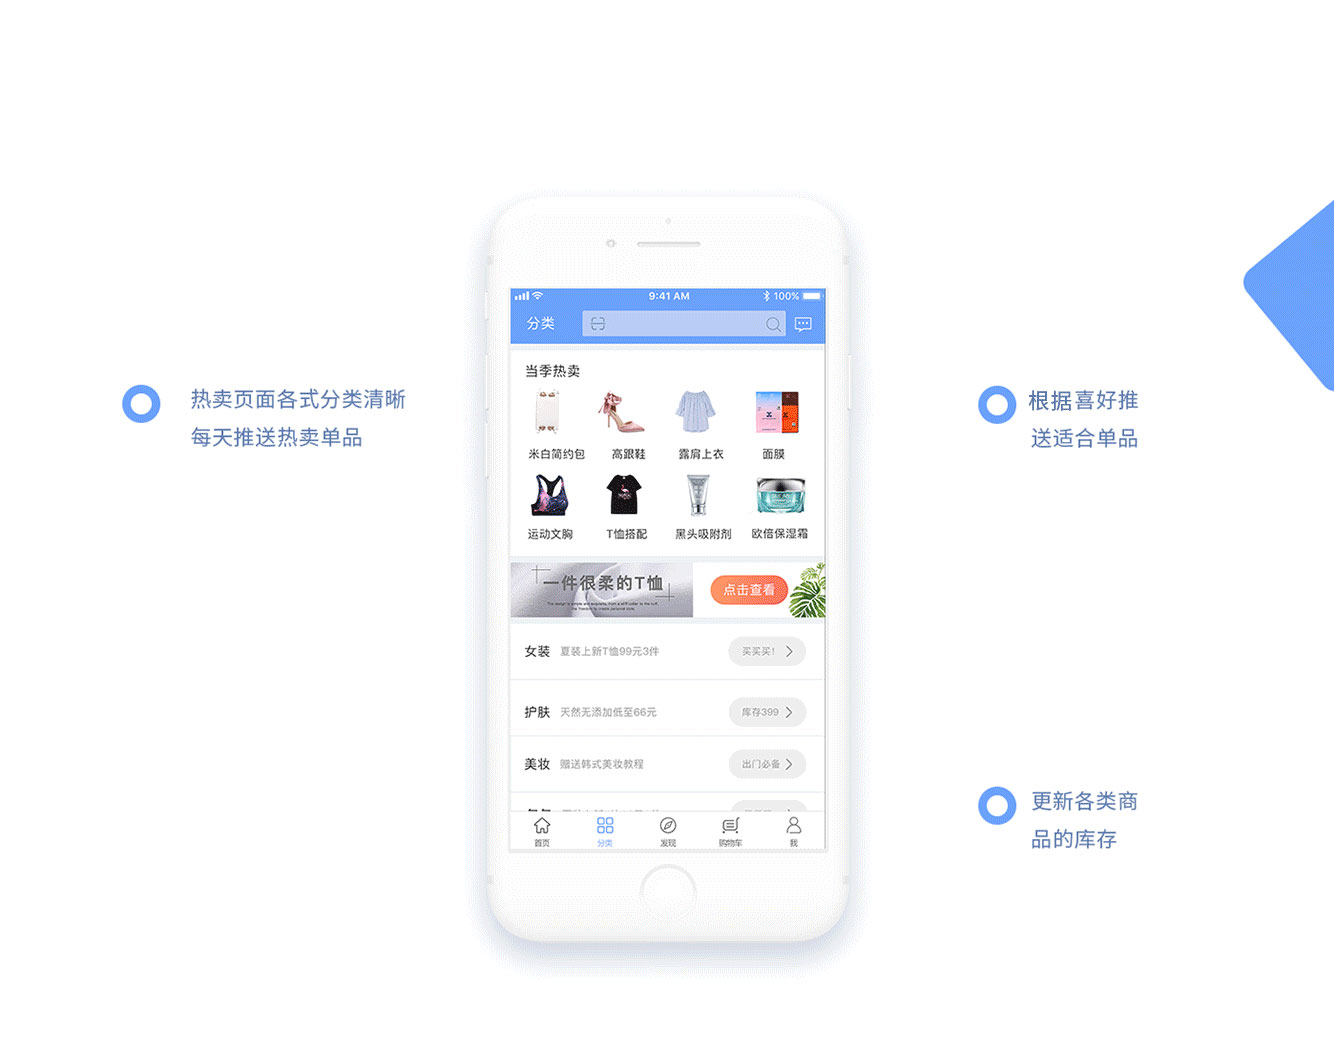 9:41 AM
100%
分类
当季热卖
米白简约包
高跟鞋
露肩上衣
面膜
运动文胸
T恤搭配
黑头吸附剂
欧倍保湿霜
一件很柔的T恤
点击查看
女装 夏装上新T恤99元3件 买买买!
护肤 天然无添加低至66元 库存399
美妆 赠送韩式美妆教程 出门必备
首页
分类
发现
购物车
我
热卖页面各式分类清晰
每天推送热卖单品
根据喜好推
送适合单品
更新各类商
品的库存